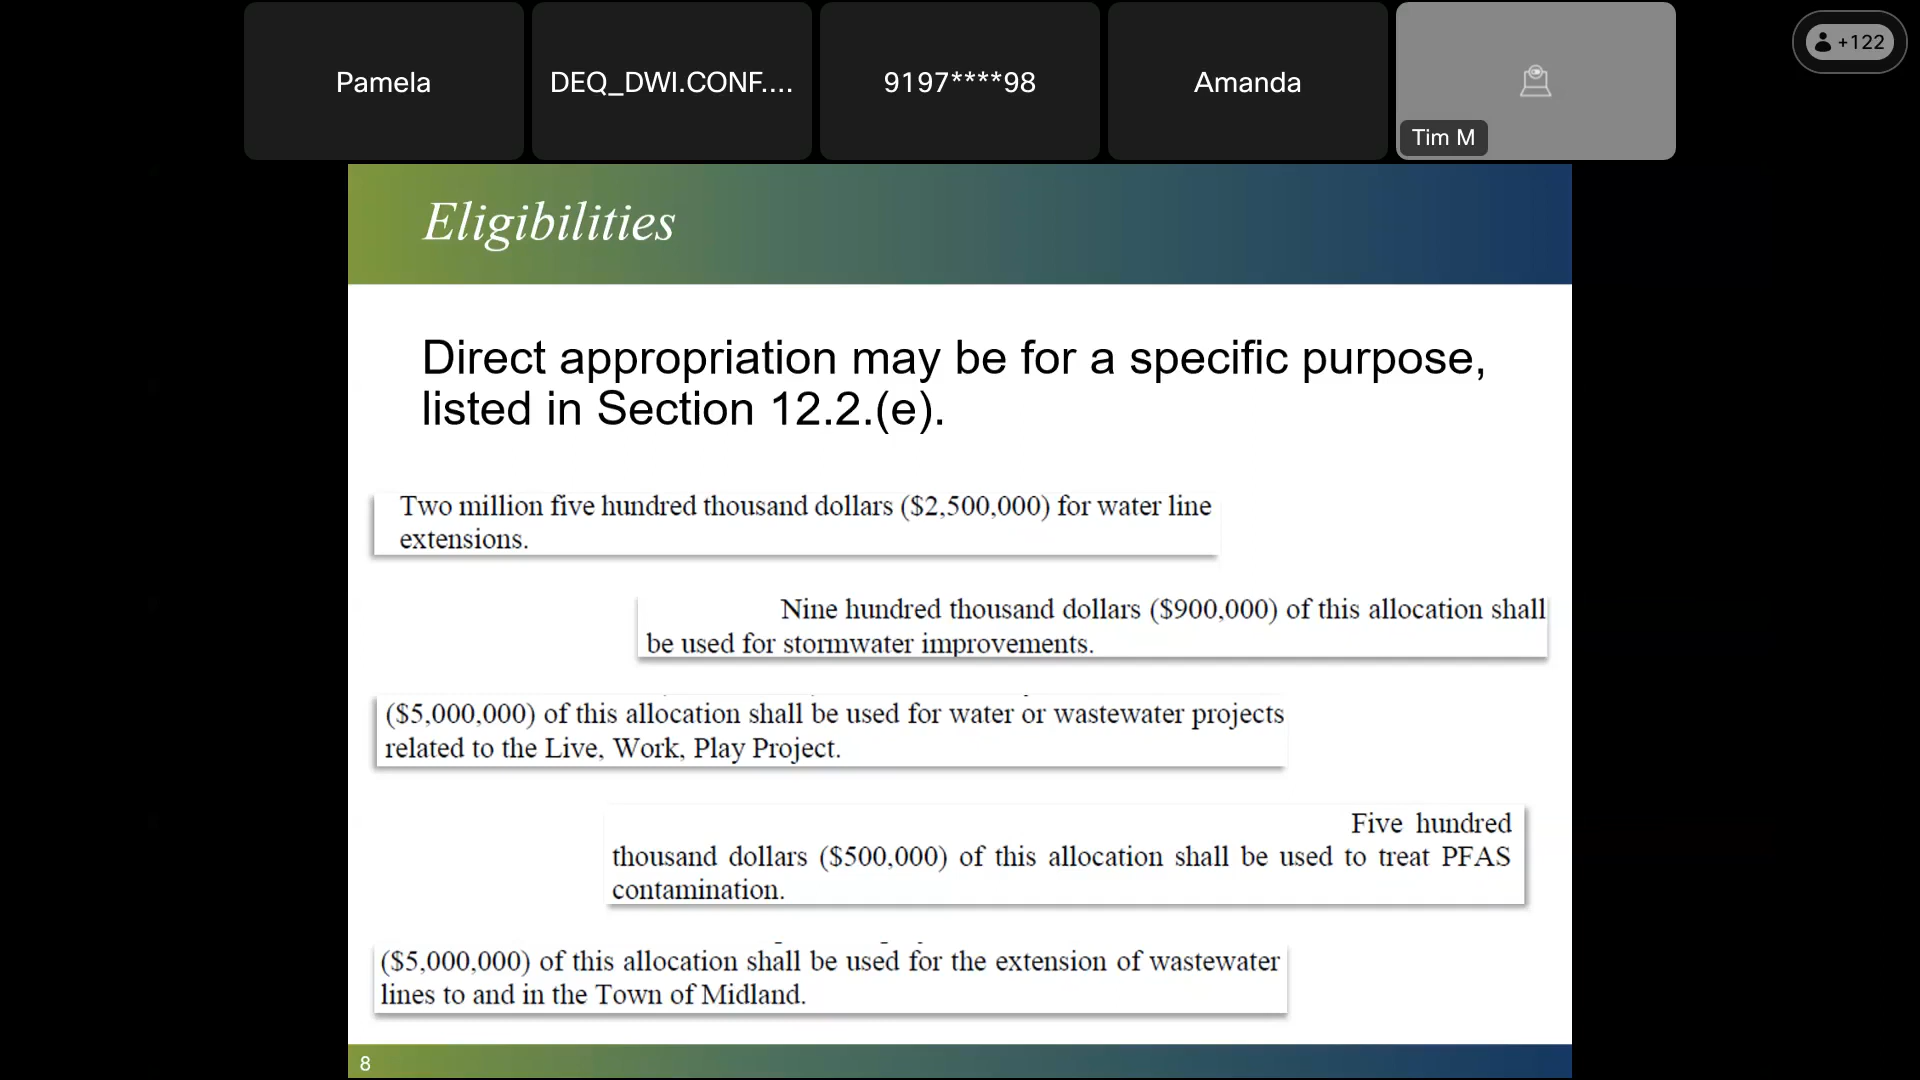 Pamela
DEQ_DWI.CONF....
9197****98
Amanda
Tim M
+122
Eligibilities
Direct appropriation may be for a specific purpose,
listed in Section 12.2.(e).
Two million five hundred thousand dollars ($2,500,000) for water line
extensions.
Nine hundred thousand dollars ($900,000) of this allocation shall
be used for stormwater improvements.
($5,000,000) of this allocation shall be used for water or wastewater projects
related to the Live, Work, Play Project.
Five hundred
thousand dollars ($500,000) of this allocation shall be used to treat PFAS
contamination.
($5,000,000) of this allocation shall be used for the extension of wastewater
lines to and in the Town of Midland.
8